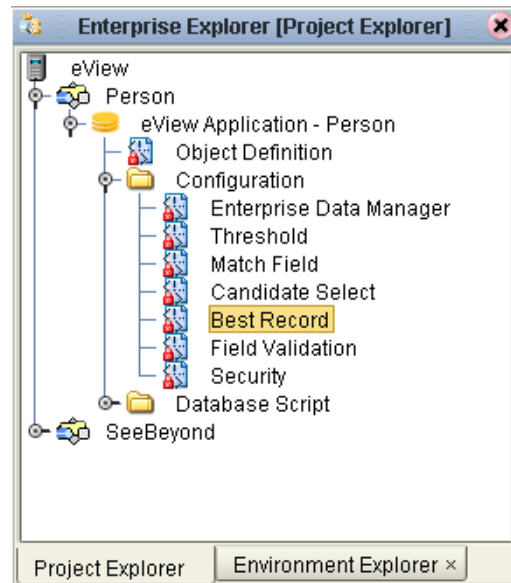 Enterprise Explorer [Project Explorer]
eView
Person
eView Application - Person
Object Definition
Configuration
Enterprise Data Manager
Threshold
Match Field
Candidate Select
Best Record
Field Validation
Security
Database Script
SeeBeyond
Project Explorer
Environment Explorer ×